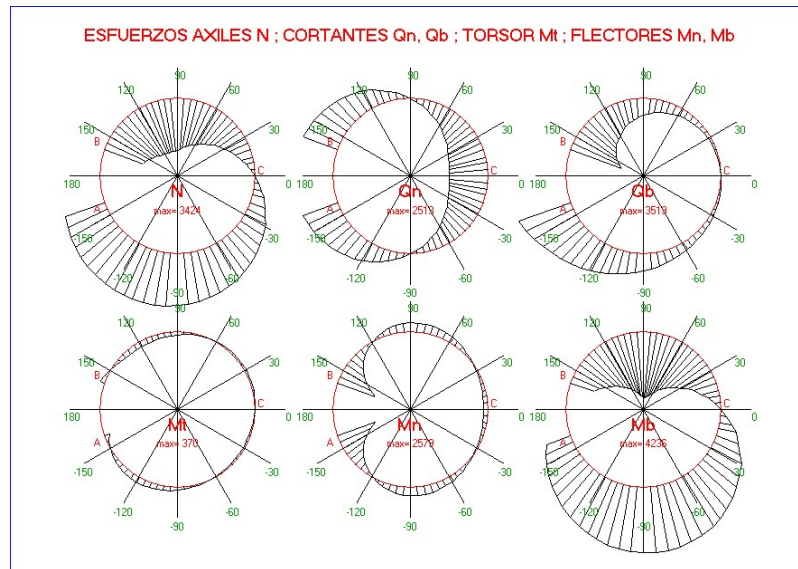 ESFUERZOS AXILES N ; CORTANTES Qn, Qb ; TORSOR Mt ; FLECTORES Mn, Mb
90 90 90
120 60 120 60 120 60
150 30 150 30 150 30
B B B
180 C 0 180 C 0 180 C 0
N Qn Qb
A max= 3424 A max= 2513 A max= 3519
-150 -30 -150 -30 -150 -30
-120 -60 -120 -60 -120 -60
-90 -90 -90
90 90 90
120 60 120 60 120 60
150 30 150 30 150 30
B B B
180 C 0 180 C 0 180 C 0
Mt Mn Mb
A max= 370 A max= 2579 A max= 4236
-150 -30 -150 -30 -150 -30
-120 -60 -120 -60 -120 -60
-90 -90 -90